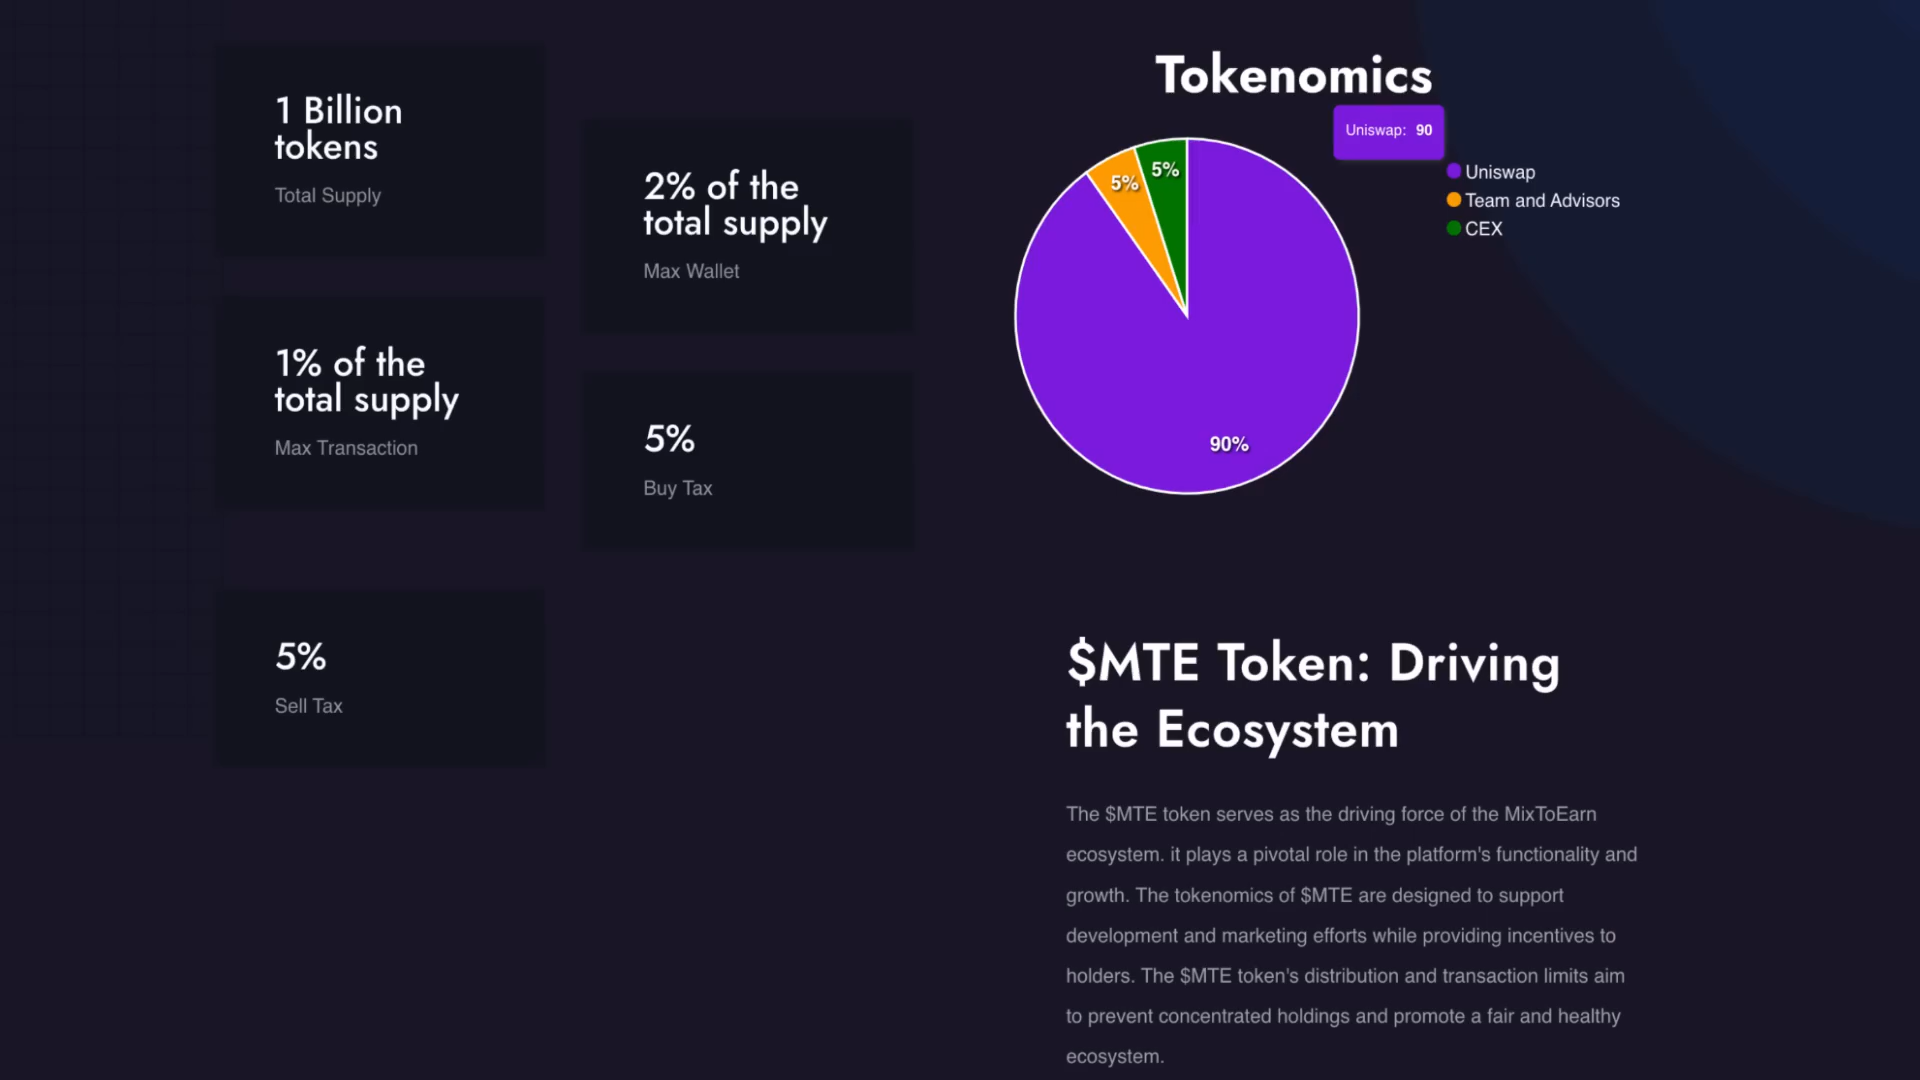 1 Billion
tokens
Total Supply
2% of the
total supply
Max Wallet
1% of the
total supply
Max Transaction
5%
Buy Tax
5%
Sell Tax
Tokenomics
Uniswap: 90
5%
5%
90%
Uniswap
Team and Advisors
CEX
$MTE Token: Driving
the Ecosystem
The $MTE token serves as the driving force of the MixToEarn
ecosystem. it plays a pivotal role in the platform's functionality and
growth. The tokenomics of $MTE are designed to support
development and marketing efforts while providing incentives to
holders. The $MTE token's distribution and transaction limits aim
to prevent concentrated holdings and promote a fair and healthy
ecosystem.